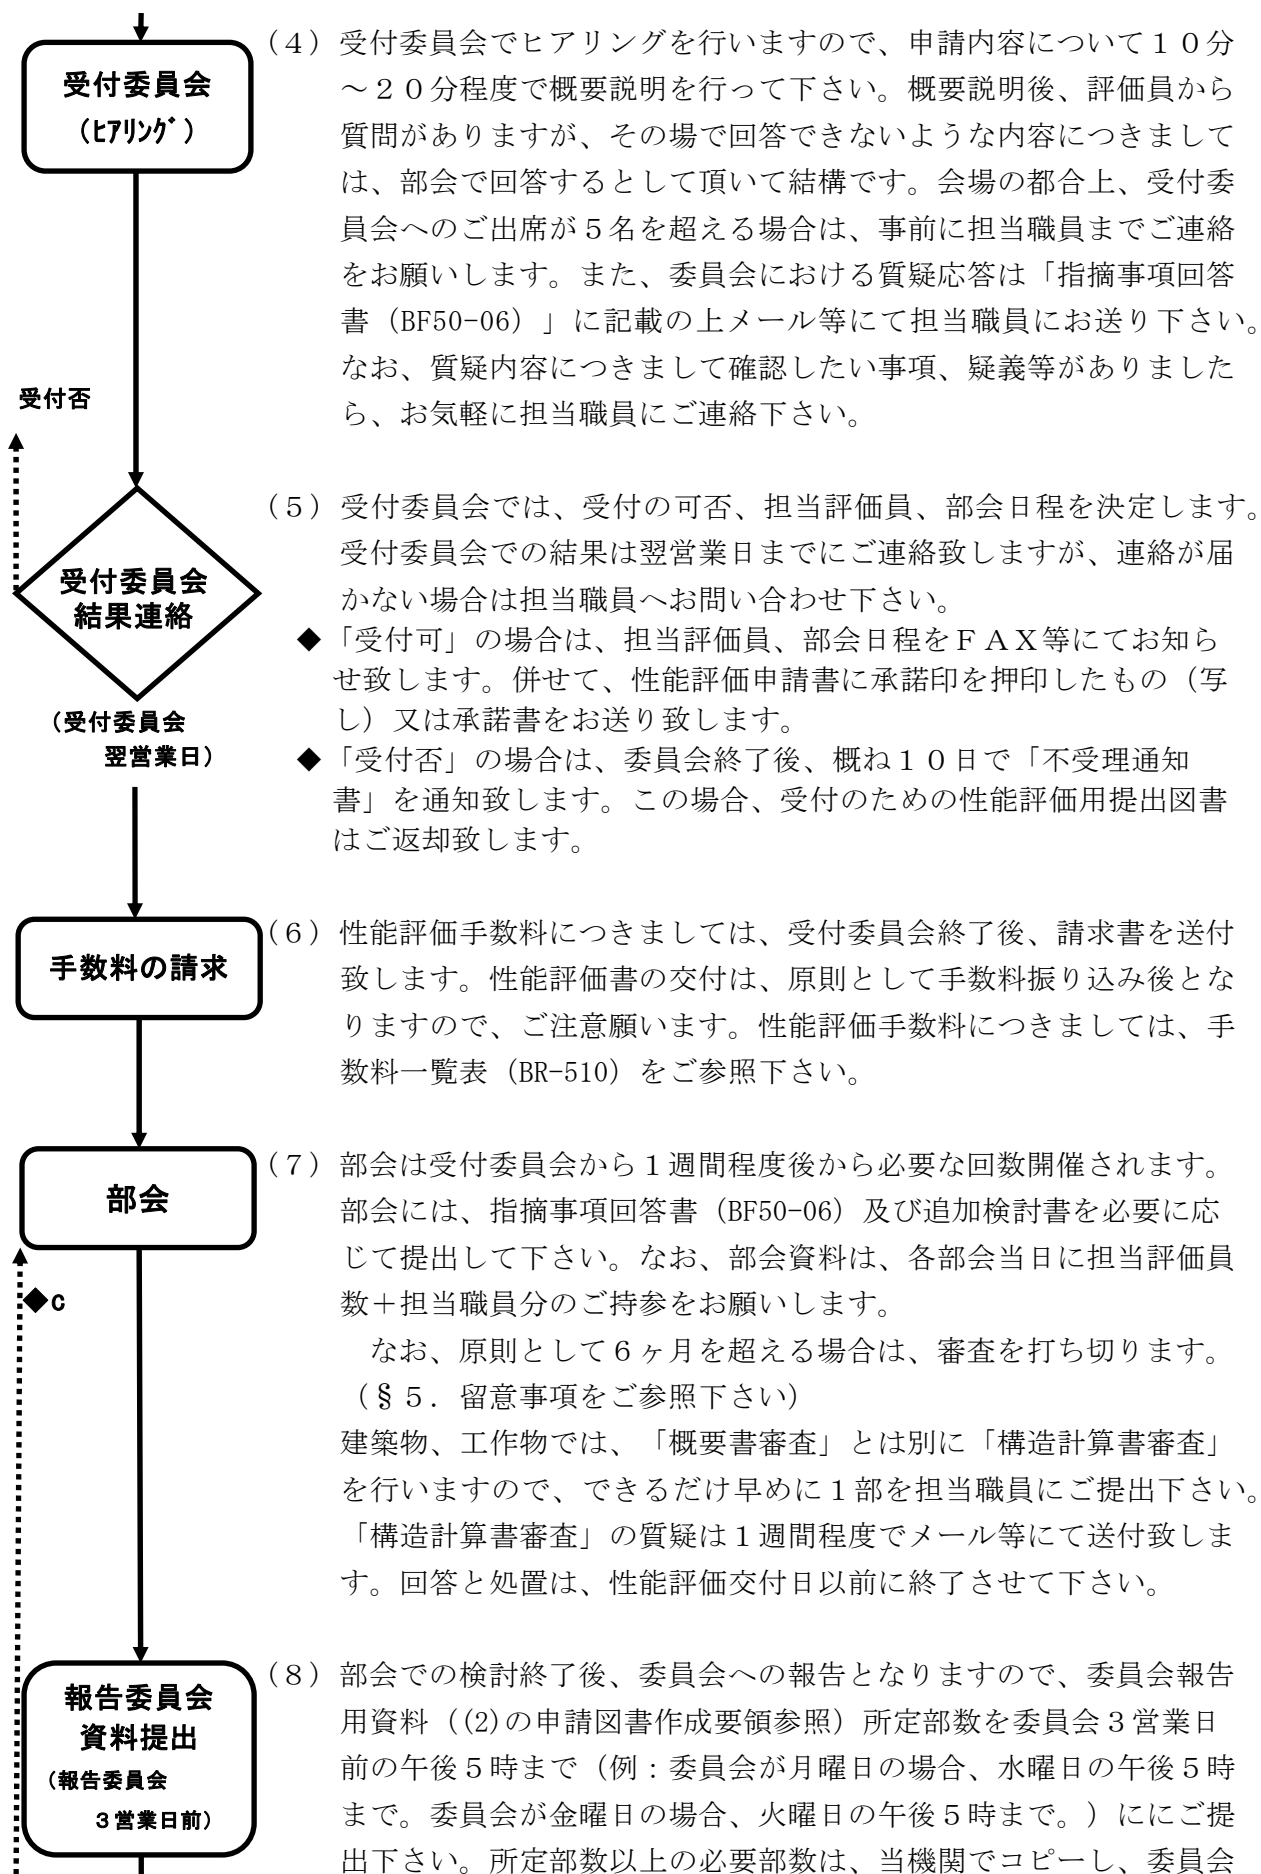 受付委員会
（ﾋｱﾘﾝｸﾞ）
（４）受付委員会でヒアリングを行いますので、申請内容について１０分
～２０分程度で概要説明を行って下さい。概要説明後、評価員から
質問がありますが、その場で回答できないような内容につきまして
は、部会で回答するとして頂いて結構です。会場の都合上、受付委
員会へのご出席が５名を超える場合は、事前に担当職員までご連絡
をお願いします。また、委員会における質疑応答は「指摘事項回答
書（BF50-06）」に記載の上メール等にて担当職員にお送り下さい。
なお、質疑内容につきまして確認したい事項、疑義等がありました
ら、お気軽に担当職員にご連絡下さい。
受付否
受付委員会
結果連絡
（受付委員会
翌営業日）
（５）受付委員会では、受付の可否、担当評価員、部会日程を決定します。
受付委員会での結果は翌営業日までにご連絡致しますが、連絡が届
かない場合は担当職員へお問い合わせ下さい。
◆「受付可」の場合は、担当評価員、部会日程をＦＡＸ等にてお知ら
せ致します。併せて、性能評価申請書に承諾印を押印したもの（写
し）又は承諾書をお送り致します。
◆「受付否」の場合は、委員会終了後、概ね１０日で「不受理通知
書」を通知致します。この場合、受付のための性能評価用提出図書
はご返却致します。
手数料の請求
（６）性能評価手数料につきましては、受付委員会終了後、請求書を送付
致します。性能評価書の交付は、原則として手数料振り込み後とな
りますので、ご注意願います。性能評価手数料につきましては、手
数料一覧表（BR-510）をご参照下さい。
部会
◆c
（７）部会は受付委員会から１週間程度後から必要な回数開催されます。
部会には、指摘事項回答書（BF50-06）及び追加検討書を必要に応
じて提出して下さい。なお、部会資料は、各部会当日に担当評価員
数＋担当職員分のご持参をお願いします。
なお、原則として６ヶ月を超える場合は、審査を打ち切ります。
（§５．留意事項をご参照下さい）
建築物、工作物では、「概要書審査」とは別に「構造計算書審査」
を行いますので、できるだけ早めに１部を担当職員にご提出下さい。
「構造計算書審査」の質疑は１週間程度でメール等にて送付致しま
す。回答と処置は、性能評価交付日以前に終了させて下さい。
報告委員会
資料提出
（報告委員会
３営業日前）
（８）部会での検討終了後、委員会への報告となりますので、委員会報告
用資料（(2)の申請図書作成要領参照）所定部数を委員会３営業日
前の午後５時まで（例：委員会が月曜日の場合、水曜日の午後５時
まで。委員会が金曜日の場合、火曜日の午後５時まで。）ににご提
出下さい。所定部数以上の必要部数は、当機関でコピーし、委員会